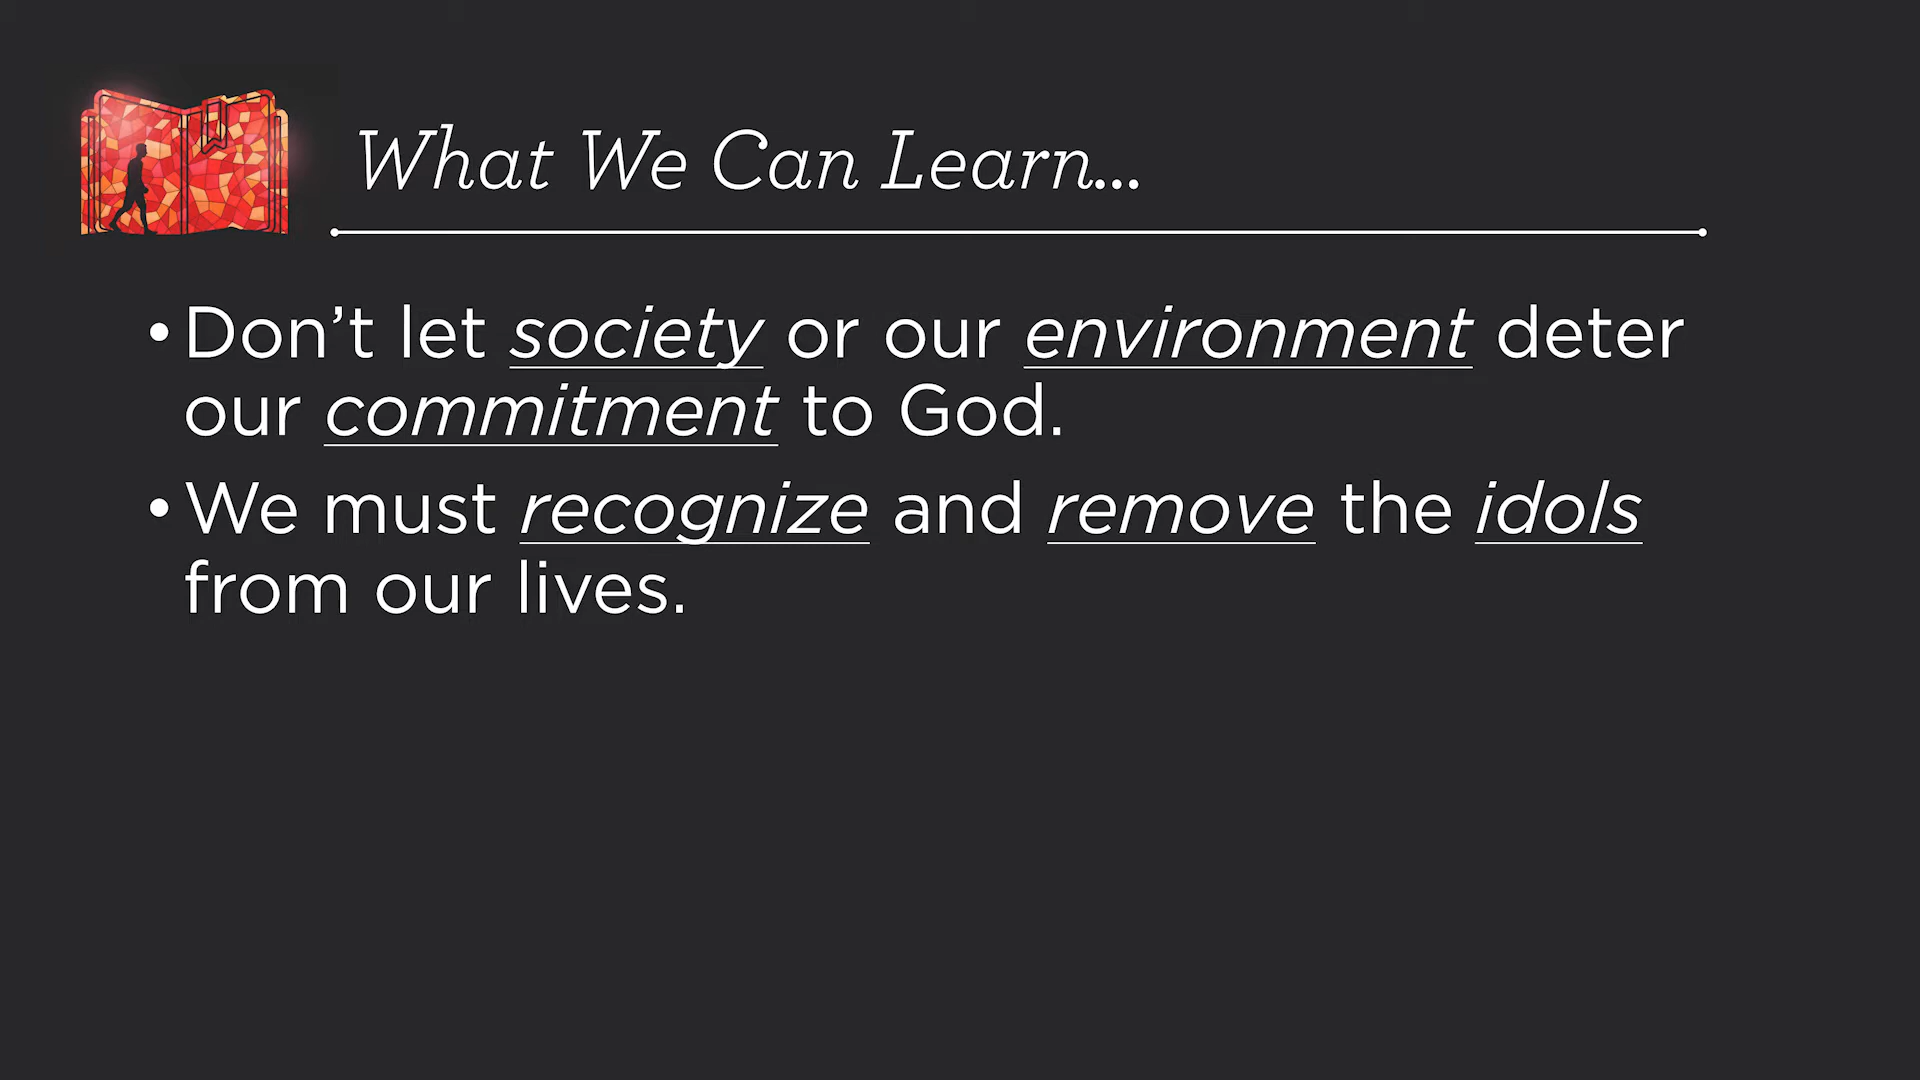 What We Can Learn...
• Don’t let society or our environment deter
our commitment to God.
• We must recognize and remove the idols
from our lives.